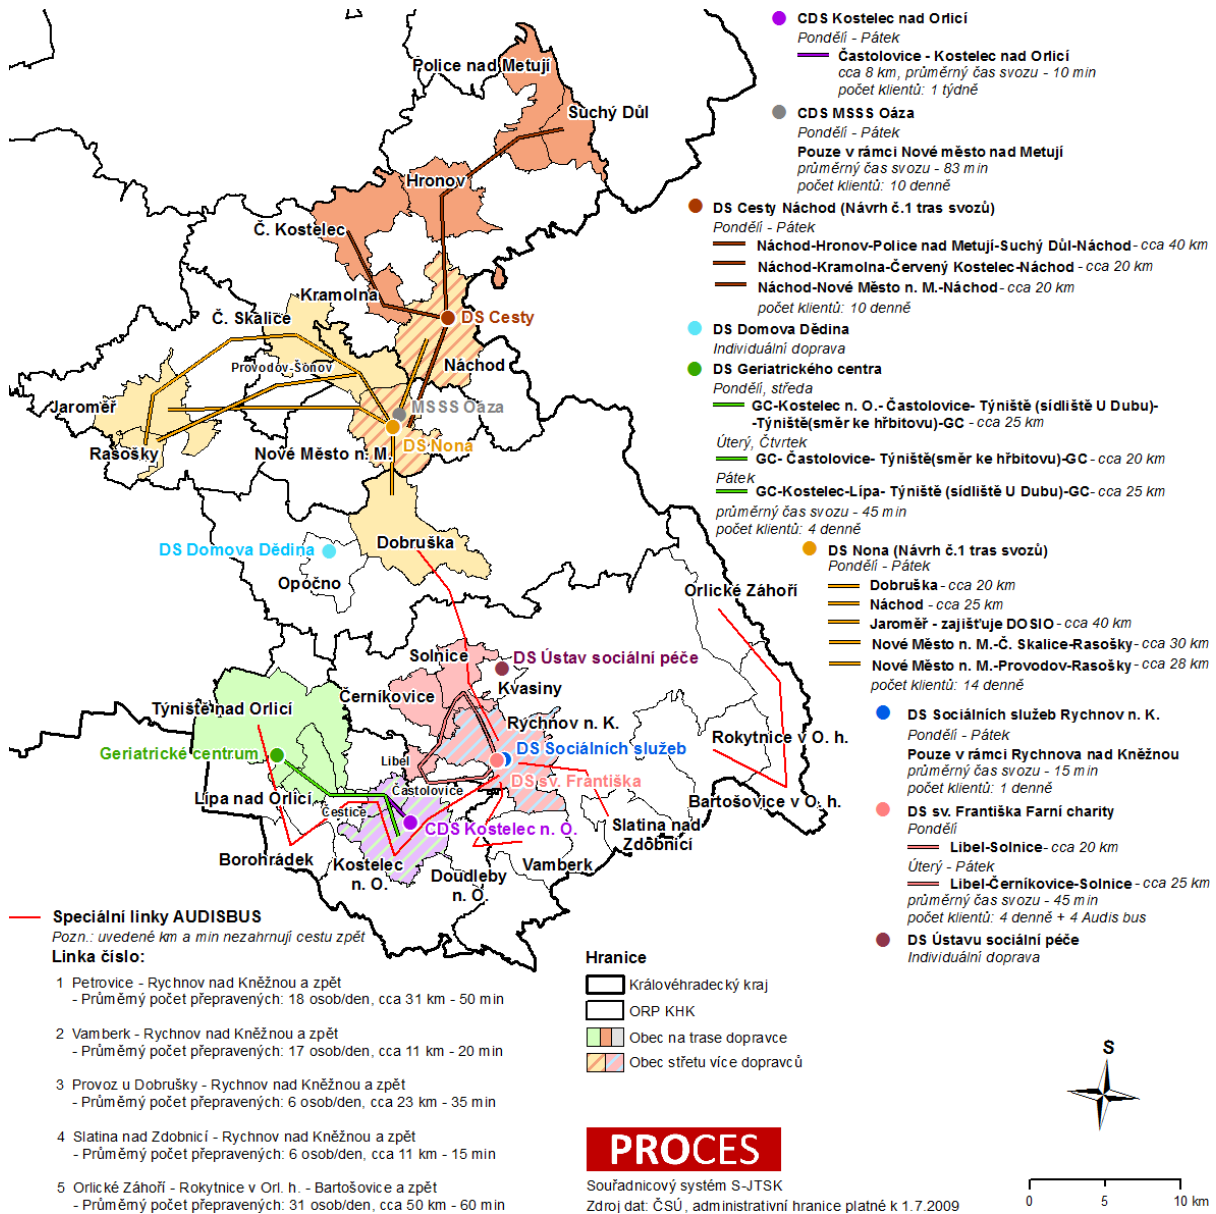 Police nad Metují
Suchý Důl
Hronov
Č. Kostelec
Kramolna
DS Cesty
Č. Skalice
Provodov-Šonov
Náchod
Jaroměř
MSSS Oáza
DS Nona
Rasošky
Nové Město n. M.
Dobruška
DS Domova Dědina
Opočno
Orlické Záhoří
Solnice
DS Ústav sociální péče
Kvasiny
Černíkovice
Týniště nad Orlicí
Rychnov n. K.
Geriatrické centrum
DS Sociálních služeb
Rokytnice v O. h.
Libel
DS sv. Františka
Častolovice
Lípa nad Orlicí
Čestice
Bartošovice v O. h.
CDS Kostelec n. O.
Slatina nad
Zdobnicí
Borohrádek
Kostelec
n. O.
Vamberk
Doudleby
n. O.
CDS Kostelec nad Orlicí
Pondělí - Pátek
Častolovice - Kostelec nad Orlicí
cca 8 km, průměrný čas svozu - 10 min
počet klientů: 1 týdně
CDS MSSS Oáza
Pondělí - Pátek
Pouze v rámci Nové město nad Metují
průměrný čas svozu - 83 min
počet klientů: 10 denně
DS Cesty Náchod (Návrh č.1 tras svozů)
Pondělí - Pátek
Náchod-Hronov-Police nad Metují-Suchý Důl-Náchod - cca 40 km
Náchod-Kramolna-Červený Kostelec-Náchod - cca 20 km
Náchod-Nové Město n. M.-Náchod - cca 20 km
počet klientů: 10 denně
DS Domova Dědina
Individuální doprava
DS Geriatrického centra
Pondělí, středa
GC-Kostelec n. O.- Častolovice- Týniště (sídliště U Dubu)-
-Týniště(směr ke hřbitovu)-GC - cca 25 km
Úterý, Čtvrtek
GC- Častolovice- Týniště(směr ke hřbitovu)-GC - cca 20 km
Pátek
GC-Kostelec-Lípa- Týniště (sídliště U Dubu)-GC- cca 25 km
průměrný čas svozu - 45 min
počet klientů: 4 denně
DS Nona (Návrh č.1 tras svozů)
Pondělí - Pátek
Dobruška - cca 20 km
Náchod - cca 25 km
Jaroměř - zajišťuje DOSIO - cca 40 km
Nové Město n. M.-Č. Skalice-Rasošky - cca 30 km
Nové Město n. M.-Provodov-Rasošky - cca 28 km
počet klientů: 14 denně
DS Sociálních služeb Rychnov n. K.
Pondělí - Pátek
Pouze v rámci Rychnova nad Kněžnou
průměrný čas svozu - 15 min
počet klientů: 1 denně
DS sv. Františka Farní charity
Pondělí
Libel-Solnice- cca 20 km
Úterý - Pátek
Libel-Černíkovice-Solnice - cca 25 km
průměrný čas svozu - 45 min
počet klientů: 4 denně + 4 Audis bus
DS Ústavu sociální péče
Individuální doprava
Speciální linky AUDISBUS
Pozn.: uvedené km a min nezahrnují cestu zpět
Linka číslo:
1 Petrovice - Rychnov nad Kněžnou a zpět
- Průměrný počet přepravených: 18 osob/den, cca 31 km - 50 min
2 Vamberk - Rychnov nad Kněžnou a zpět
- Průměrný počet přepravených: 17 osob/den, cca 11 km - 20 min
3 Provoz u Dobrušky - Rychnov nad Kněžnou a zpět
- Průměrný počet přepravených: 6 osob/den, cca 23 km - 35 min
4 Slatina nad Zdobnicí - Rychnov nad Kněžnou a zpět
- Průměrný počet přepravených: 6 osob/den, cca 11 km - 15 min
5 Orlické Záhoří - Rokytnice v Orl. h. - Bartošovice a zpět
- Průměrný počet přepravených: 31 osob/den, cca 50 km - 60 min
Hranice
Královéhradecký kraj
ORP KHK
Obec na trase dopravce
Obec střetu více dopravců
PROCES
Souřadnicový systém S-JTSK
Zdroj dat: ČSÚ, administrativní hranice platné k 1.7.2009
S
0 5 10 km